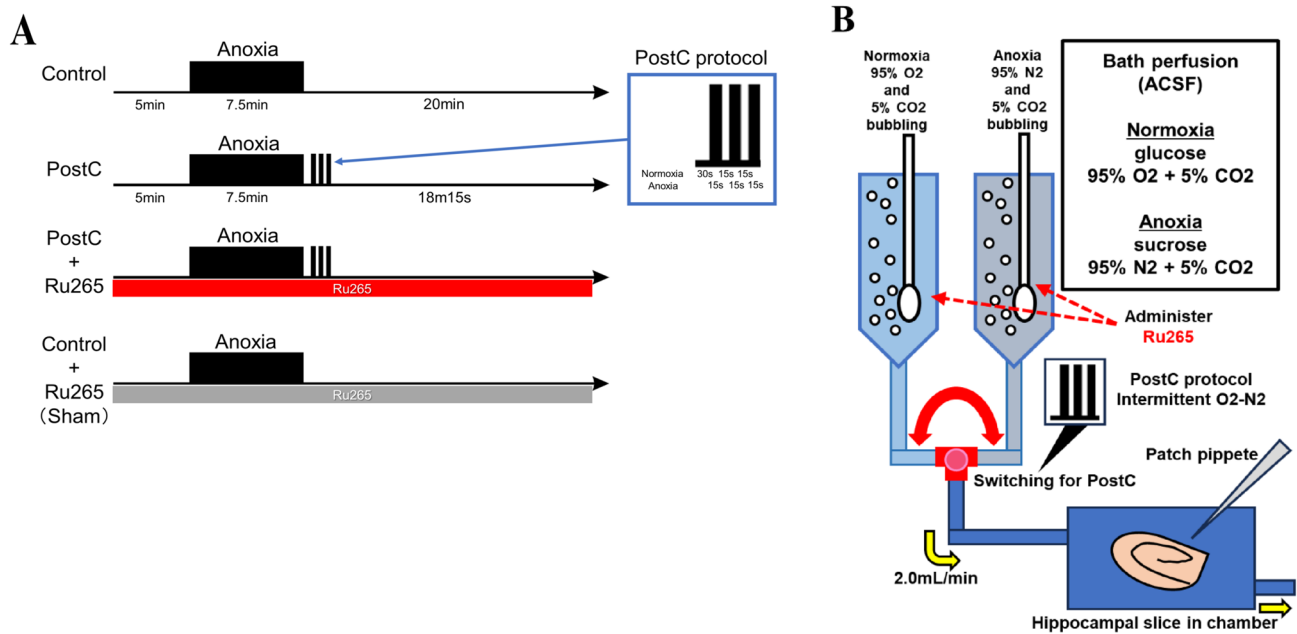 A
Control
Anoxia
5min
7.5min
20min
PostC protocol
Normoxia
Anoxia
30s 15s 15s
15s 15s 15s
PostC
Anoxia
5min
7.5min
18m15s
PostC
+
Ru265
Anoxia
Ru265
Control
+
Ru265
(Sham)
Anoxia
Ru265
B
Normoxia
95% O2
and
5% CO2
bubbling
Anoxia
95% N2
and
5% CO2
bubbling
Bath perfusion
(ACSF)
Normoxia
glucose
95% O2 + 5% CO2
Anoxia
sucrose
95% N2 + 5% CO2
Administer
Ru265
PostC protocol
Intermittent O2-N2
Switching for PostC
Patch pippete
2.0mL/min
Hippocampal slice in chamber